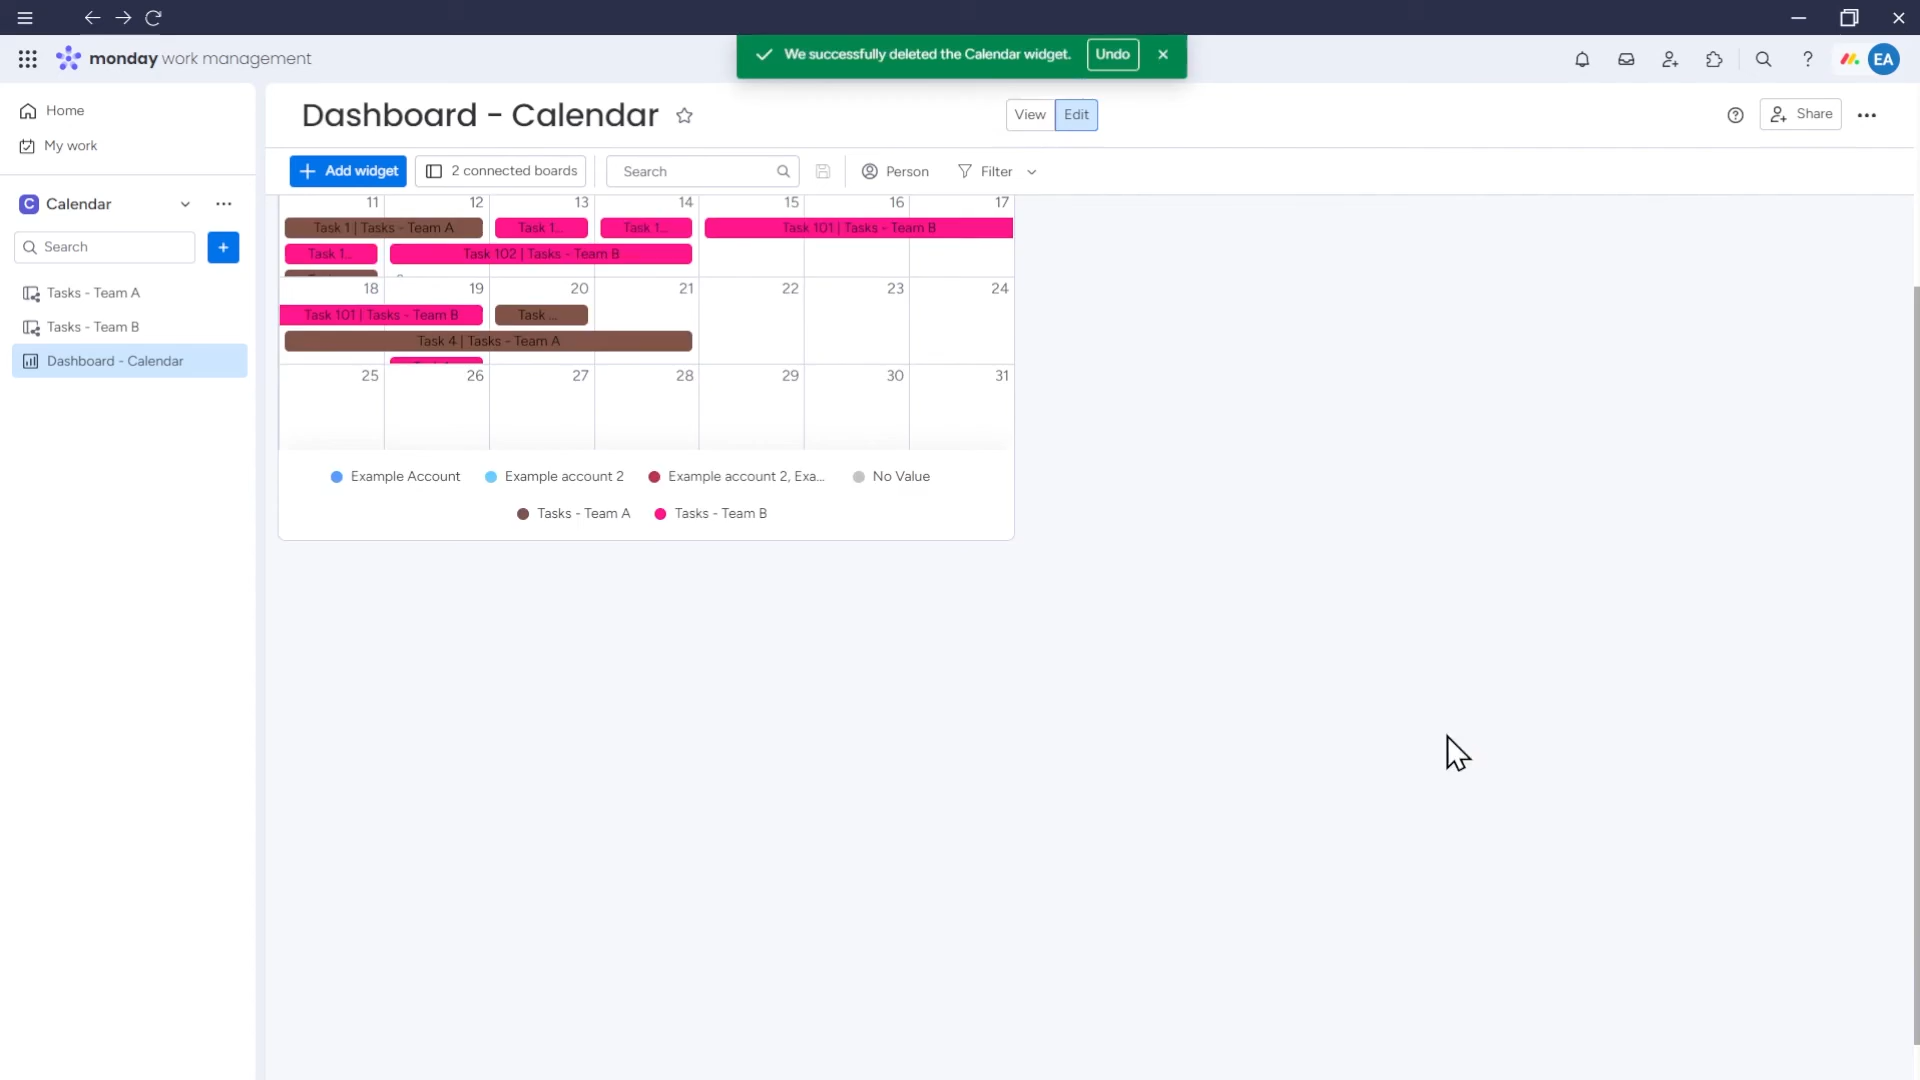 monday work management
We successfully deleted the Calendar widget. Undo
EA
Home
My work
C Calendar
Search
Tasks - Team A
Tasks - Team B
Dashboard - Calendar
Dashboard - Calendar
View Edit
Share
Add widget
2 connected boards
Search
Person
Filter
11 12 13 14 15 16 17
Task 1 | Tasks - Team A Task 1... Task 1... Task 101 | Tasks - Team B
Task 1... Task 102 | Tasks - Team B
18 19 20 21 22 23 24
Task 101 | Tasks - Team B Task ...
Task 4 | Tasks - Team A
25 26 27 28 29 30 31
Example Account Example account 2 Example account 2, Exa... No Value
Tasks - Team A Tasks - Team B